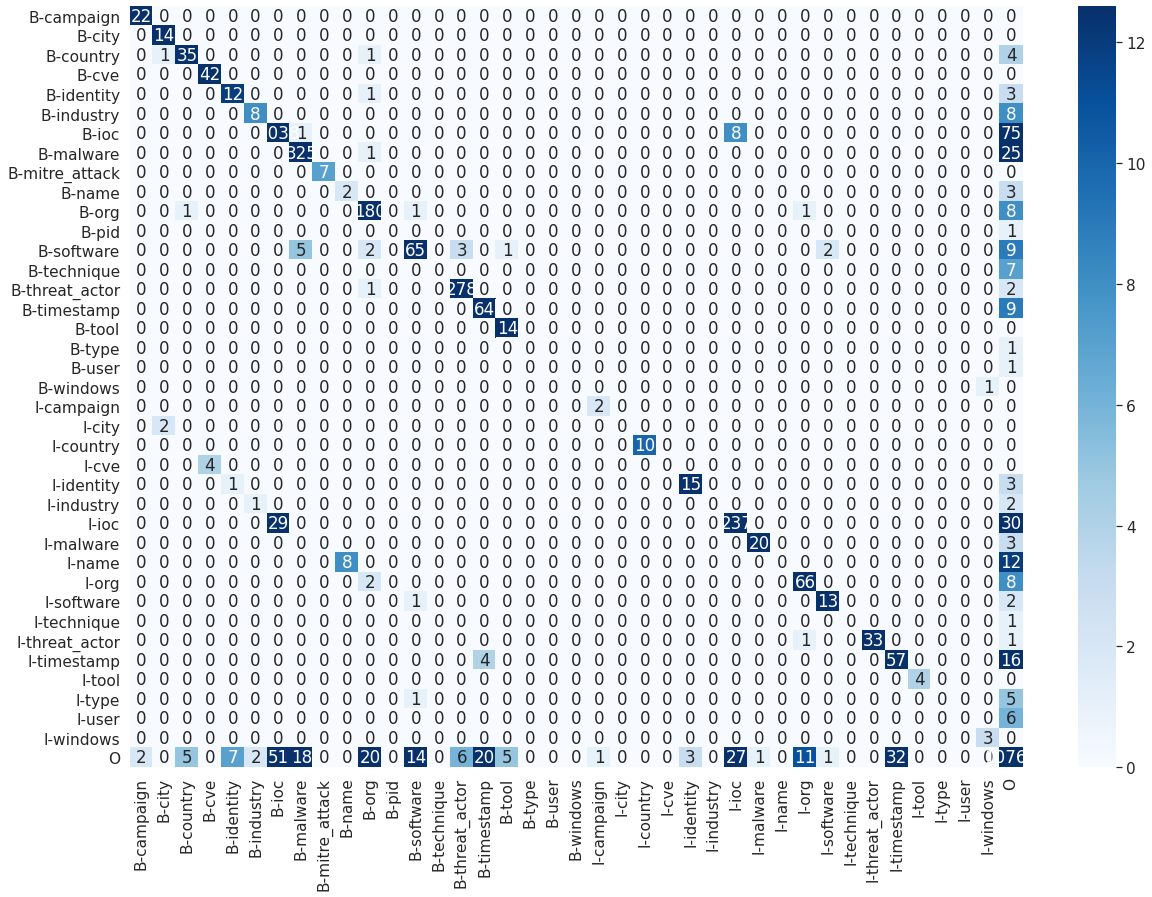 B-campaign 22 0 0 0 0 0 0 0 0 0 0 0 0 0 0 0 0 0 0 0 0 0 0 0 0 0 0 0 0 0 0 0 0 0 0 0 0 0 0
B-city 0 14 0 0 0 0 0 0 0 0 0 0 0 0 0 0 0 0 0 0 0 0 0 0 0 0 0 0 0 0 0 0 0 0 0 0 0 0 0
B-country 0 1 35 0 0 0 0 0 0 0 1 0 0 0 0 0 0 0 0 0 0 0 0 0 0 0 0 0 0 0 0 0 0 0 0 0 0 0 4
B-cve 0 0 0 42 0 0 0 0 0 0 0 0 0 0 0 0 0 0 0 0 0 0 0 0 0 0 0 0 0 0 0 0 0 0 0 0 0 0 0
B-identity 0 0 0 0 12 0 0 0 0 0 1 0 0 0 0 0 0 0 0 0 0 0 0 0 0 0 0 0 0 0 0 0 0 0 0 0 0 0 3
B-industry 0 0 0 0 0 8 0 0 0 0 0 0 0 0 0 0 0 0 0 0 0 0 0 0 0 0 0 0 0 0 0 0 0 0 0 0 0 0 8
B-ioc 0 0 0 0 0 0 03 1 0 0 0 0 0 0 0 0 0 0 0 0 0 0 0 0 0 0 8 0 0 0 0 0 0 0 0 0 0 0 75
B-malware 0 0 0 0 0 0 0 325 0 0 1 0 0 0 0 0 0 0 0 0 0 0 0 0 0 0 0 0 0 0 0 0 0 0 0 0 0 0 25
B-mitre_attack 0 0 0 0 0 0 0 0 7 0 0 0 0 0 0 0 0 0 0 0 0 0 0 0 0 0 0 0 0 0 0 0 0 0 0 0 0 0 0
B-name 0 0 0 0 0 0 0 0 0 2 0 0 0 0 0 0 0 0 0 0 0 0 0 0 0 0 0 0 0 0 0 0 0 0 0 0 0 0 3
B-org 0 0 1 0 0 0 0 0 0 0 180 0 1 0 0 0 0 0 0 0 0 0 0 0 0 0 0 0 0 1 0 0 0 0 0 0 0 0 8
B-pid 0 0 0 0 0 0 0 0 0 0 0 0 0 0 0 0 0 0 0 0 0 0 0 0 0 0 0 0 0 0 0 0 0 0 0 0 0 0 1
B-software 0 0 0 0 0 0 0 5 0 0 2 0 65 0 3 0 1 0 0 0 0 0 0 0 0 0 0 0 0 0 2 0 0 0 0 0 0 0 9
B-technique 0 0 0 0 0 0 0 0 0 0 0 0 0 0 0 0 0 0 0 0 0 0 0 0 0 0 0 0 0 0 0 0 0 0 0 0 0 0 7
B-threat_actor 0 0 0 0 0 0 0 0 0 0 1 0 0 0 278 0 0 0 0 0 0 0 0 0 0 0 0 0 0 0 0 0 0 0 0 0 0 0 2
B-timestamp 0 0 0 0 0 0 0 0 0 0 0 0 0 0 0 64 0 0 0 0 0 0 0 0 0 0 0 0 0 0 0 0 0 0 0 0 0 0 9
B-tool 0 0 0 0 0 0 0 0 0 0 0 0 0 0 0 0 14 0 0 0 0 0 0 0 0 0 0 0 0 0 0 0 0 0 0 0 0 0 0
B-type 0 0 0 0 0 0 0 0 0 0 0 0 0 0 0 0 0 0 0 0 0 0 0 0 0 0 0 0 0 0 0 0 0 0 0 0 0 0 1
B-user 0 0 0 0 0 0 0 0 0 0 0 0 0 0 0 0 0 0 0 0 0 0 0 0 0 0 0 0 0 0 0 0 0 0 0 0 0 0 1
B-windows 0 0 0 0 0 0 0 0 0 0 0 0 0 0 0 0 0 0 0 0 0 0 0 0 0 0 0 0 0 0 0 0 0 0 0 0 0 1 0
I-campaign 0 0 0 0 0 0 0 0 0 0 0 0 0 0 0 0 0 0 0 0 2 0 0 0 0 0 0 0 0 0 0 0 0 0 0 0 0 0 0
I-city 0 2 0 0 0 0 0 0 0 0 0 0 0 0 0 0 0 0 0 0 0 0 0 0 0 0 0 0 0 0 0 0 0 0 0 0 0 0 0
I-country 0 0 0 0 0 0 0 0 0 0 0 0 0 0 0 0 0 0 0 0 0 0 10 0 0 0 0 0 0 0 0 0 0 0 0 0 0 0 0
I-cve 0 0 0 4 0 0 0 0 0 0 0 0 0 0 0 0 0 0 0 0 0 0 0 0 0 0 0 0 0 0 0 0 0 0 0 0 0 0 0
I-identity 0 0 0 0 1 0 0 0 0 0 0 0 0 0 0 0 0 0 0 0 0 0 0 0 15 0 0 0 0 0 0 0 0 0 0 0 0 0 3
I-industry 0 0 0 0 0 1 0 0 0 0 0 0 0 0 0 0 0 0 0 0 0 0 0 0 0 0 0 0 0 0 0 0 0 0 0 0 0 0 2
I-ioc 0 0 0 0 0 0 29 0 0 0 0 0 0 0 0 0 0 0 0 0 0 0 0 0 0 0 237 0 0 0 0 0 0 0 0 0 0 0 30
I-malware 0 0 0 0 0 0 0 0 0 0 0 0 0 0 0 0 0 0 0 0 0 0 0 0 0 0 0 20 0 0 0 0 0 0 0 0 0 0 3
I-name 0 0 0 0 0 0 0 0 0 8 0 0 0 0 0 0 0 0 0 0 0 0 0 0 0 0 0 0 0 0 0 0 0 0 0 0 0 0 12
I-org 0 0 0 0 0 0 0 0 0 0 2 0 0 0 0 0 0 0 0 0 0 0 0 0 0 0 0 0 0 66 0 0 0 0 0 0 0 0 8
I-software 0 0 0 0 0 0 0 0 0 0 0 0 1 0 0 0 0 0 0 0 0 0 0 0 0 0 0 0 0 0 13 0 0 0 0 0 0 0 2
I-technique 0 0 0 0 0 0 0 0 0 0 0 0 0 0 0 0 0 0 0 0 0 0 0 0 0 0 0 0 0 0 0 0 0 0 0 0 0 0 1
I-threat_actor 0 0 0 0 0 0 0 0 0 0 0 0 0 0 0 0 0 0 0 0 0 0 0 0 0 0 0 0 0 1 0 0 33 0 0 0 0 0 1
I-timestamp 0 0 0 0 0 0 0 0 0 0 0 0 0 0 0 4 0 0 0 0 0 0 0 0 0 0 0 0 0 0 0 0 0 57 0 0 0 0 16
I-tool 0 0 0 0 0 0 0 0 0 0 0 0 0 0 0 0 0 0 0 0 0 0 0 0 0 0 0 0 0 0 0 0 0 0 4 0 0 0 0
I-type 0 0 0 0 0 0 0 0 0 0 0 0 1 0 0 0 0 0 0 0 0 0 0 0 0 0 0 0 0 0 0 0 0 0 0 0 0 0 5
I-user 0 0 0 0 0 0 0 0 0 0 0 0 0 0 0 0 0 0 0 0 0 0 0 0 0 0 0 0 0 0 0 0 0 0 0 0 0 0 6
I-windows 0 0 0 0 0 0 0 0 0 0 0 0 0 0 0 0 0 0 0 0 0 0 0 0 0 0 0 0 0 0 0 0 0 0 0 0 0 3 0
O 2 0 5 0 7 2 51 18 0 0 20 0 14 0 6 20 5 0 0 0 1 0 0 0 3 0 27 1 0 11 1 0 0 32 0 0 0 0 076
B-campaign B-city B-country B-cve B-identity B-industry B-ioc B-malware B-mitre_attack B-name B-org B-pid B-software B-technique B-threat_actor B-timestamp B-tool B-type B-user B-windows I-campaign I-city I-country I-cve I-identity I-industry I-ioc I-malware I-name I-org I-software I-technique I-threat_actor I-timestamp I-tool I-type I-user I-windows O
12
10
8
6
4
2
0